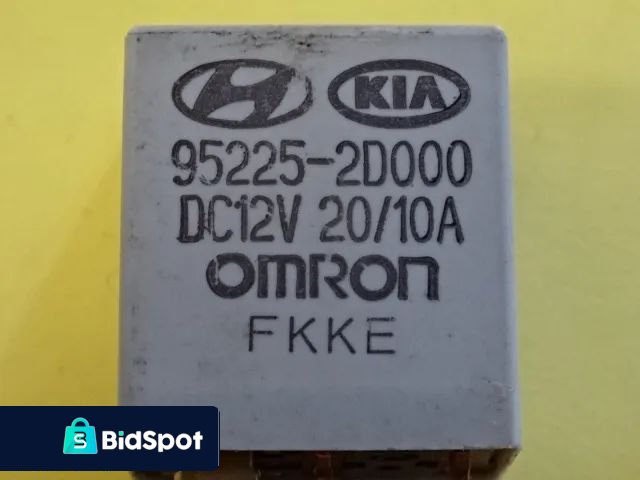 KIA
95225-2D000
DC12V 20/10A
OMRON
FKKE
BidSpot